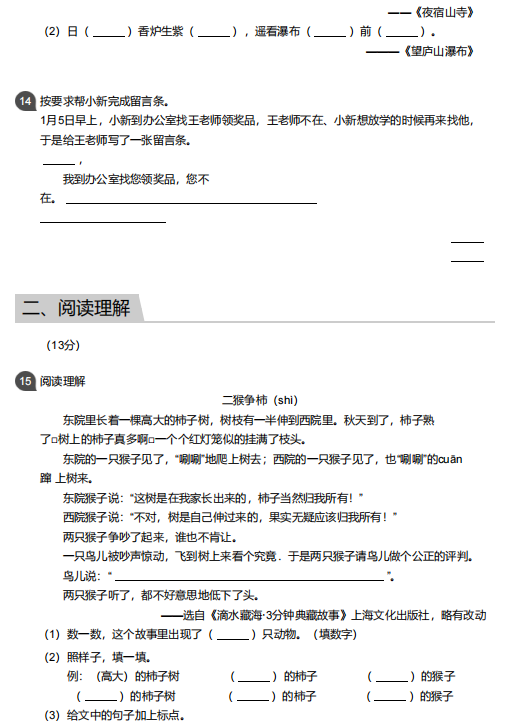 ——《夜宿山寺》
（2）日（______）香炉生紫（______），遥看瀑布（______）前（______）。
———《望庐山瀑布》
14 按要求帮小新完成留言条。
1月5日早上，小新到办公室找王老师领奖品，王老师不在、小新想放学的时候再来找他，
于是给王老师写了一张留言条。
______，
我到办公室找您领奖品，您不
在。______

______
______
二、阅读理解
（13分）
15 阅读理解
二猴争柿（shì）
东院里长着一棵高大的柿子树，树枝有一半伸到西院里。秋天到了，柿子熟
了□树上的柿子真多啊□一个个红灯笼似的挂满了枝头。
东院的一只猴子见了，“唰唰”地爬上树去；西院的一只猴子见了，也“唰唰”的cuān
蹿 上树来。
东院猴子说：“这树是在我家长出来的，柿子当然归我所有！”
西院猴子说：“不对，树是自己伸过来的，果实无疑应该归我所有！”
两只猴子争吵了起来，谁也不肯让。
一只鸟儿被吵声惊动，飞到树上来看个究竟．于是两只猴子请鸟儿做个公正的评判。
鸟儿说：“______”。
两只猴子听了，都不好意思地低下了头。
——选自《滴水藏海·3分钟典藏故事》上海文化出版社，略有改动
（1）数一数，这个故事里出现了（______）只动物。（填数字）
（2）照样子，填一填。
例：（高大）的柿子树 （______）的柿子 （______）的猴子
（______）的柿子树 （______）的柿子 （______）的猴子
（3）给文中的句子加上标点。